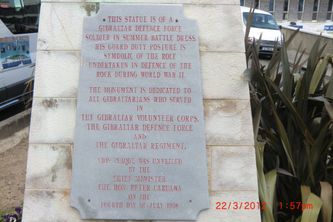 THIS STATUE IS OF A
GIBRALTAR DEFENCE FORCE
SOLDIER IN SUMMER BATTLE DRESS
HIS GUARD DUTY POSTURE IS
SYMBOLIC OF THE ROLE
UNDERTAKEN IN DEFENCE OF THE
ROCK DURING WORLD WAR II.
THE MONUMENT IS DEDICATED TO
ALL GIBRALTARIANS WHO SERVED
IN
THE GIBRALTAR VOLUNTEER CORPS,
THE GIBRALTAR DEFENCE FORCE
AND
THE GIBRALTAR REGIMENT.
THE PLAQUE WAS UNVEILED
BY THE
CHIEF MINISTER
THE HON PETER CARUANA
ON THE
FOURTH DAY OF JULY 1998
22/3/2012 1:57pm